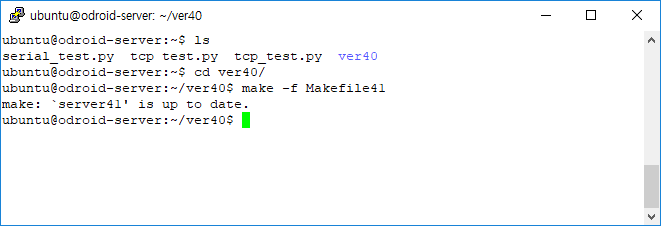 ubuntu@odroid-server: ~/ver40
ubuntu@odroid-server:~$ ls
serial_test.py  tcp test.py  tcp_test.py  ver40
ubuntu@odroid-server:~$ cd ver40/
ubuntu@odroid-server:~/ver40$ make -f Makefile41
make: `server41' is up to date.
ubuntu@odroid-server:~/ver40$